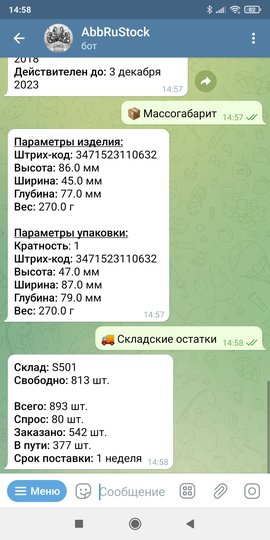 14:58
82
AbbRuStock
бот
2018
Действителен до: 3 декабря
2023
14:57
📦 Массогабарит
14:57
Параметры изделия:
Штрих-код: 3471523110632
Высота: 86.0 мм
Ширина: 45.0 мм
Глубина: 77.0 мм
Вес: 270.0 г
Параметры упаковки:
Кратность: 1
Штрих-код: 3471523110632
Высота: 47.0 мм
Ширина: 87.0 мм
Глубина: 79.0 мм
Вес: 270.0 г
14:57
🚚 Складские остатки
14:58
Склад: S501
Свободно: 813 шт.
Всего: 893 шт.
Спрос: 80 шт.
Заказано: 542 шт.
В пути: 377 шт.
Срок поставки: 1 неделя
14:58
Меню
Сообщение